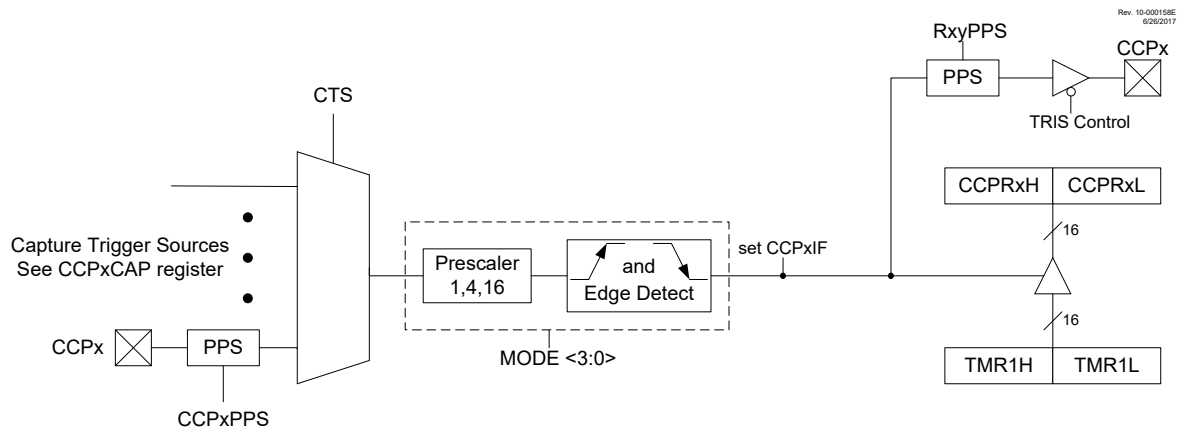 Rev. 10-000158E
6/26/2017
RxyPPS
CCPx
PPS
TRIS Control
CTS
CCPRxH
CCPRxL
16
Capture Trigger Sources
See CCPxCAP register
Prescaler
1,4,16
and
Edge Detect
set CCPxIF
16
MODE <3:0>
CCPx
PPS
CCPxPPS
TMR1H
TMR1L